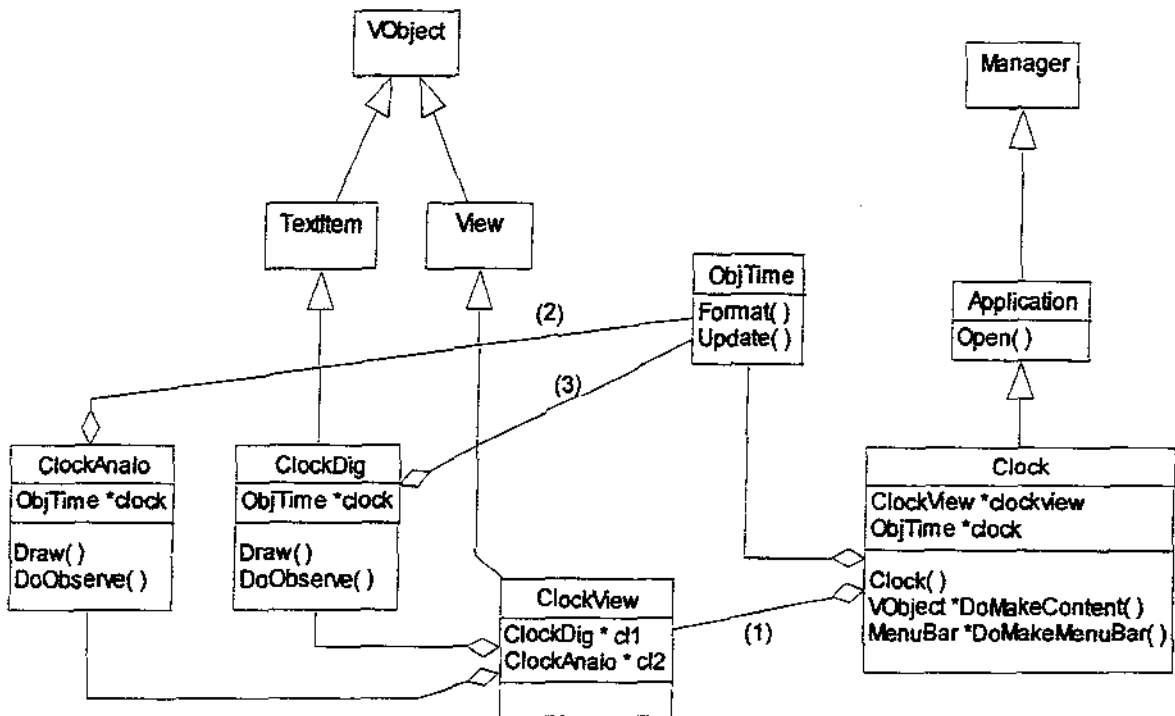 VObject
Manager
TextItem
View
ObjTime
Format()
Update()
Application
Open()
(2)
(3)
ClockAnalo
ObjTime *clock
Draw()
DoObserve()
ClockDig
ObjTime *clock
Draw()
DoObserve()
Clock
ClockView *clockview
ObjTime *clock
Clock()
VObject *DoMakeContent()
MenuBar *DoMakeMenuBar()
ClockView
ClockDig * cl1
ClockAnalo * cl2
(1)